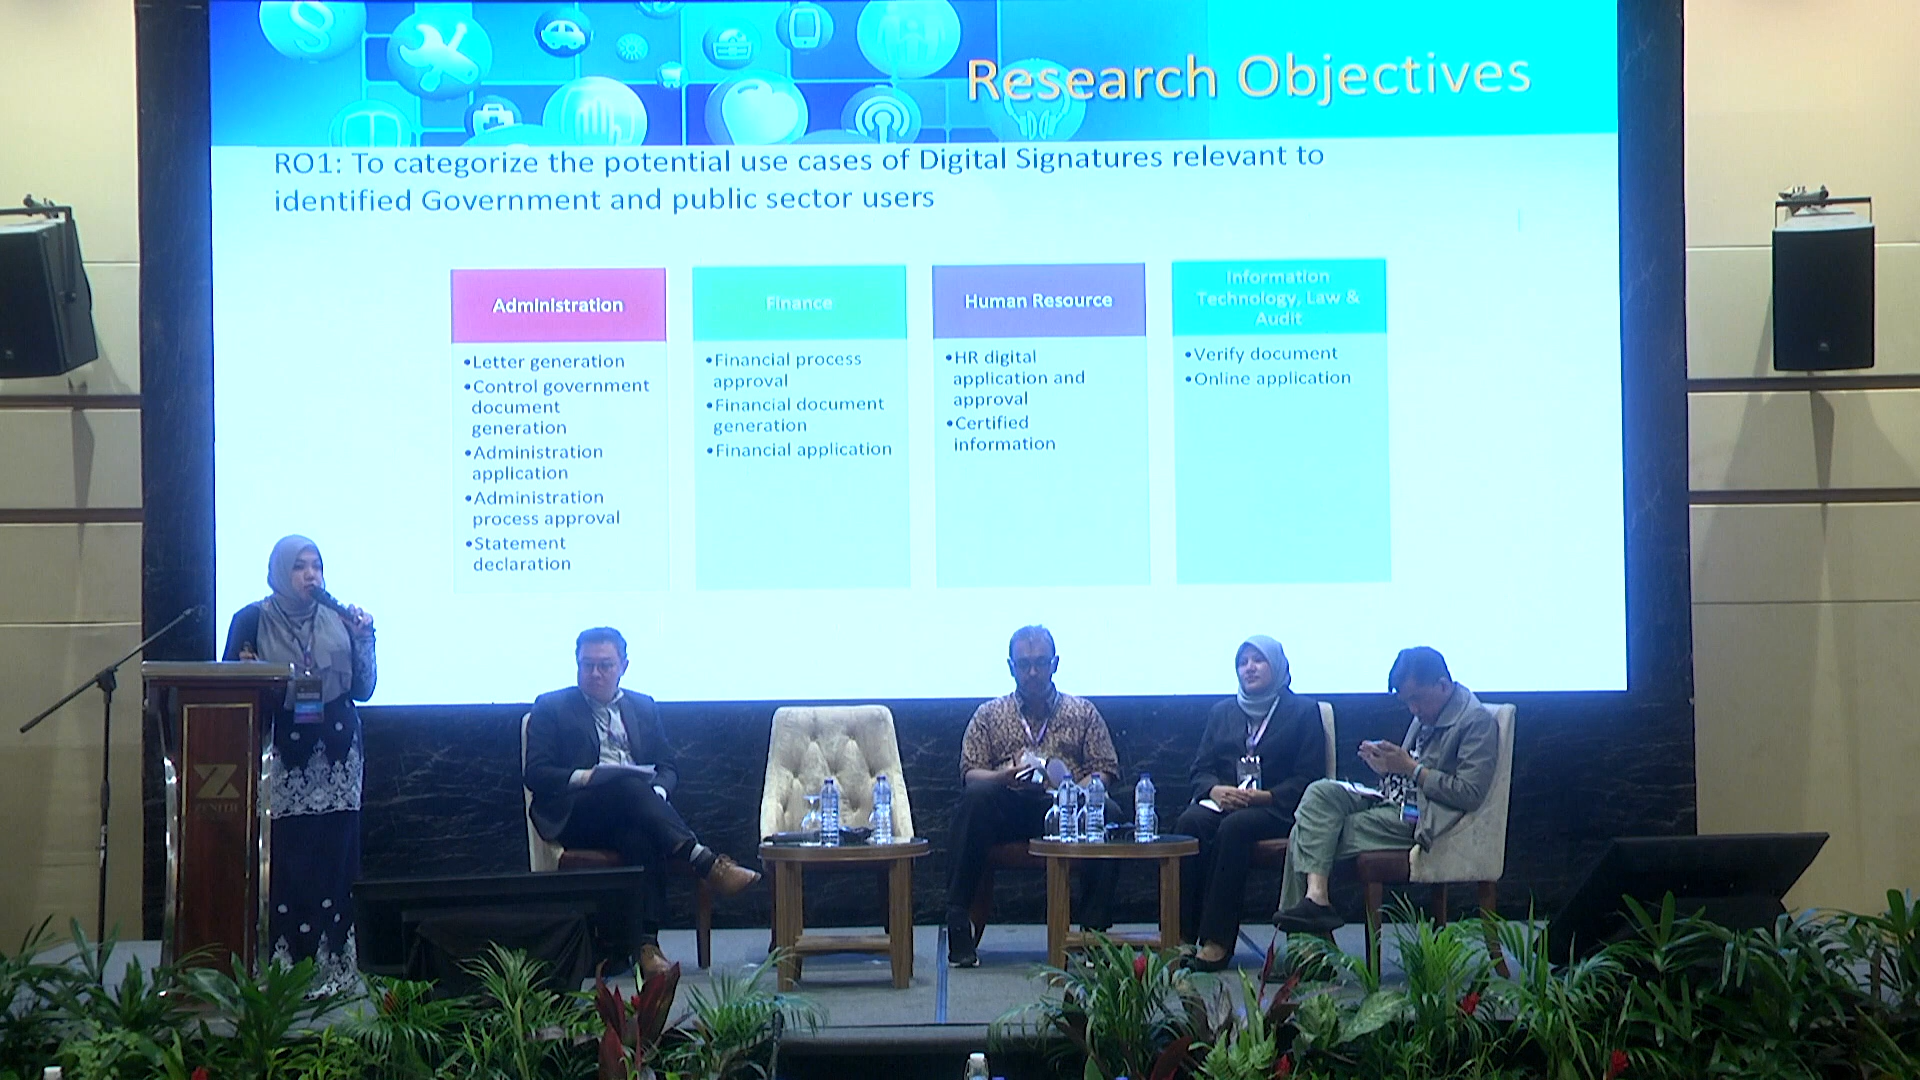 Research Objectives
RO1: To categorize the potential use cases of Digital Signatures relevant to
identified Government and public sector users
Administration
•Letter generation
•Control government
document
generation
•Administration
application
•Administration
process approval
•Statement
declaration
Finance
•Financial process
approval
•Financial document
generation
•Financial application
Human Resource
•HR digital
application and
approval
•Certified
information
Information
Technology, Law &
Audit
•Verify document
•Online application
ZENITH